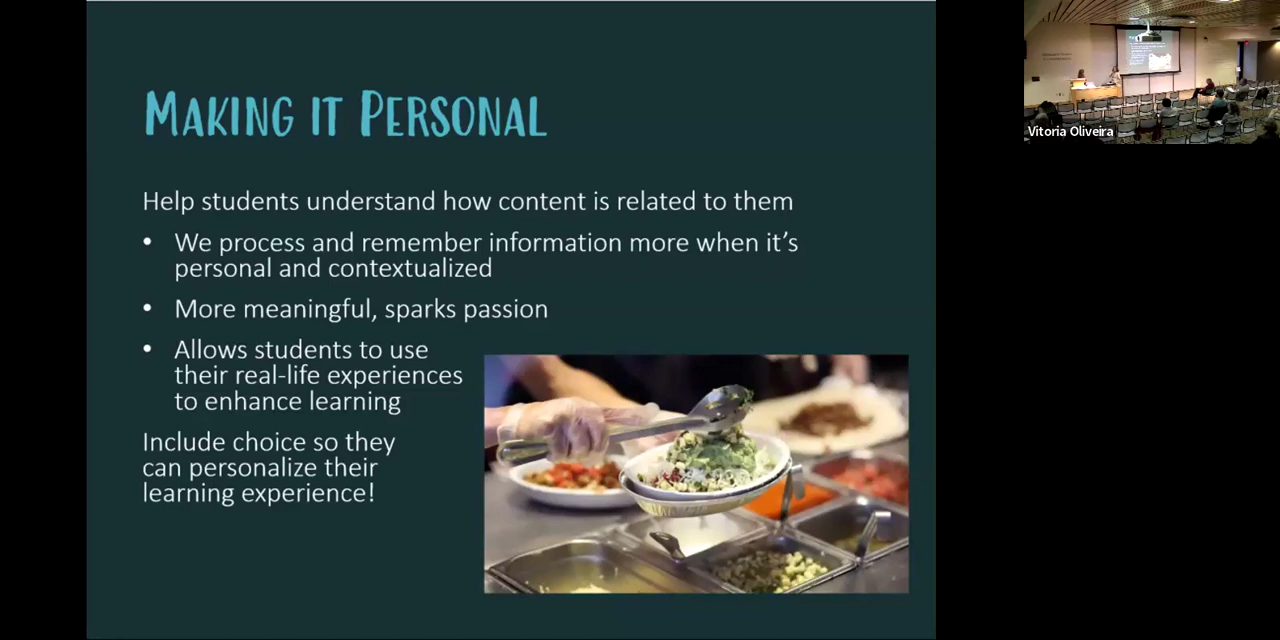 Making it Personal
Help students understand how content is related to them
• We process and remember information more when it’s
personal and contextualized
• More meaningful, sparks passion
• Allows students to use
their real-life experiences
to enhance learning
Include choice so they
can personalize their
learning experience!
Vitoria Oliveira